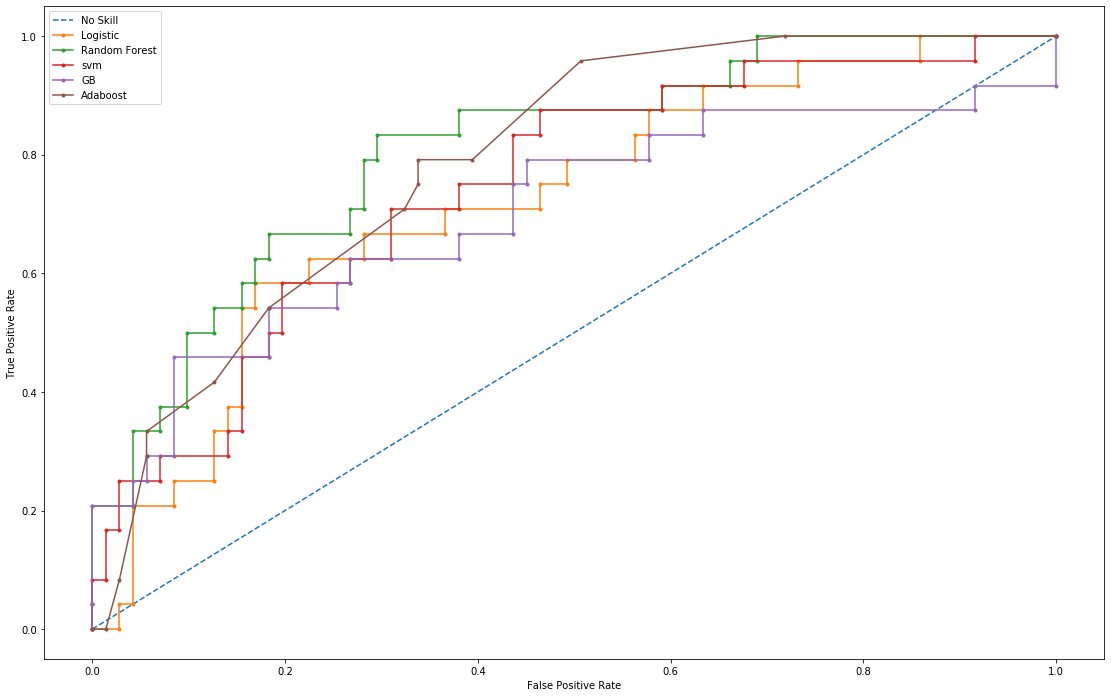 No Skill
Logistic
Random Forest
svm
GB
Adaboost
1.0
0.8
0.6
0.4
0.2
0.0
True Positive Rate
0.0
0.2
0.4
0.6
0.8
1.0
False Positive Rate